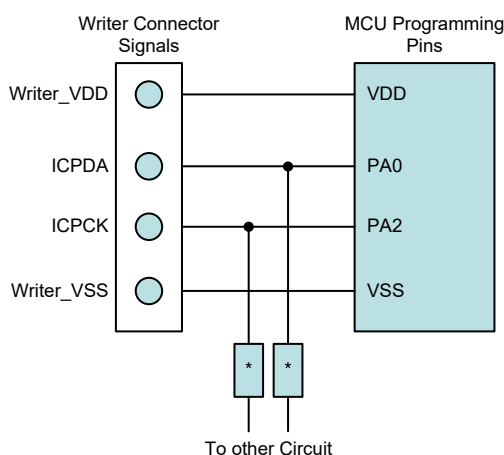 Writer Connector
Signals
MCU Programming
Pins
Writer_VDD
VDD
ICPDA
PA0
ICPCK
PA2
Writer_VSS
VSS
*
*
To other Circuit